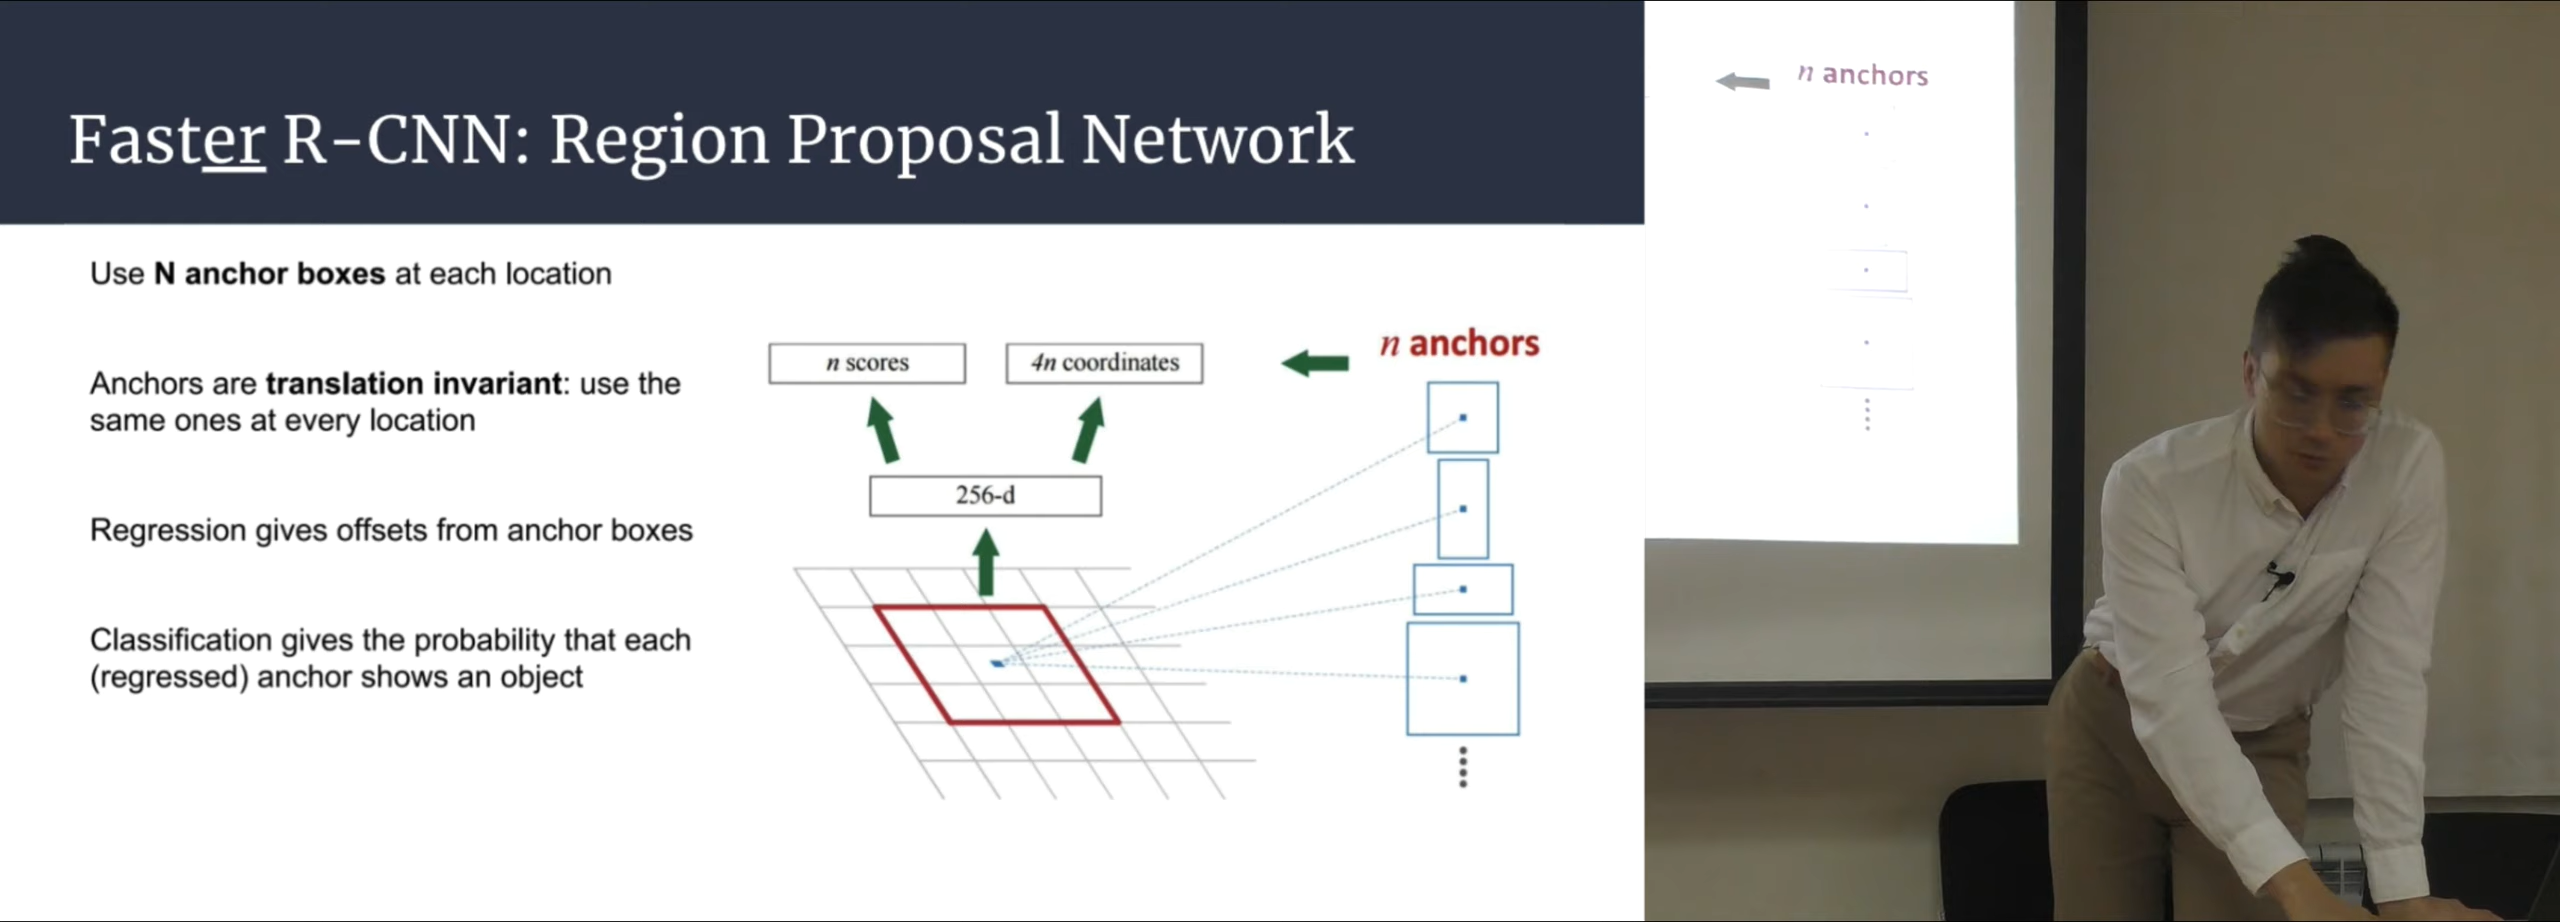 Faster R-CNN: Region Proposal Network
Use N anchor boxes at each location
Anchors are translation invariant: use the
same ones at every location
Regression gives offsets from anchor boxes
Classification gives the probability that each
(regressed) anchor shows an object
n scores
4n coordinates
n anchors
256-d
n anchors